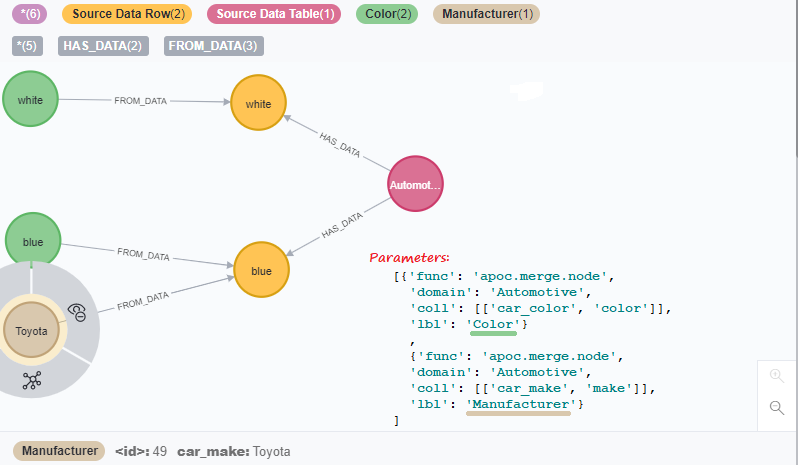 *(6) Source Data Row(2) Source Data Table(1) Color(2) Manufacturer(1)
*(5) HAS_DATA(2) FROM_DATA(3)
white
FROM_DATA
white
HAS_DATA
Automot...
HAS_DATA
blue
FROM_DATA
blue
FROM_DATA
Toyota
Parameters:
[{'func': 'apoc.merge.node',
'domain': 'Automotive',
'coll': [['car_color', 'color']],
'lbl': 'Color'}
,
{'func': 'apoc.merge.node',
'domain': 'Automotive',
'coll': [['car_make', 'make']],
'lbl': 'Manufacturer'}
]
Manufacturer <id>: 49 car_make: Toyota